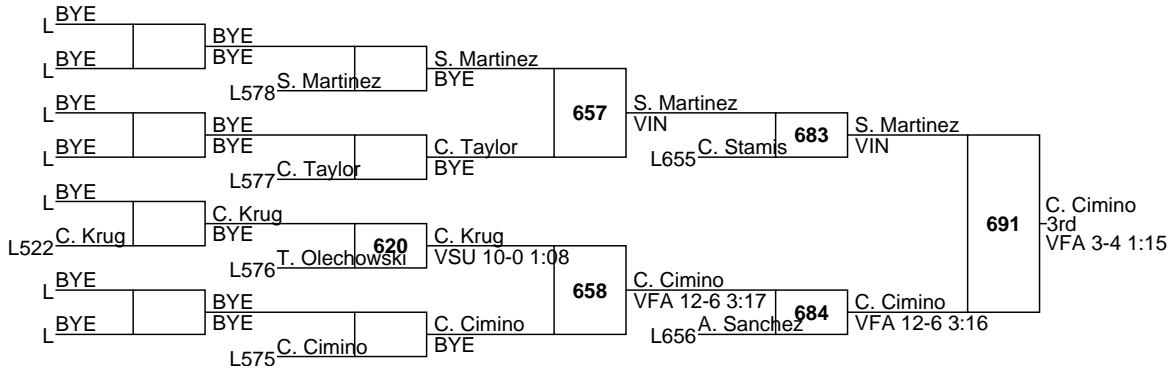 L BYE
BYE
BYE
L BYE
S. Martinez
BYE
L578 S. Martinez
L BYE
657
S. Martinez
VIN
BYE
BYE
683
S. Martinez
VIN
L BYE
C. Taylor
BYE
L655 C. Stamis
L577 C. Taylor
L BYE
C. Krug
BYE
691
C. Cimino
3rd
VFA 3-4 1:15
L522 C. Krug
620
C. Krug
VSU 10-0 1:08
L576 T. Olechowski
L BYE
658
C. Cimino
VFA 12-6 3:17
BYE
BYE
684
C. Cimino
VFA 12-6 3:16
L BYE
C. Cimino
BYE
L656 A. Sanchez
L575 C. Cimino